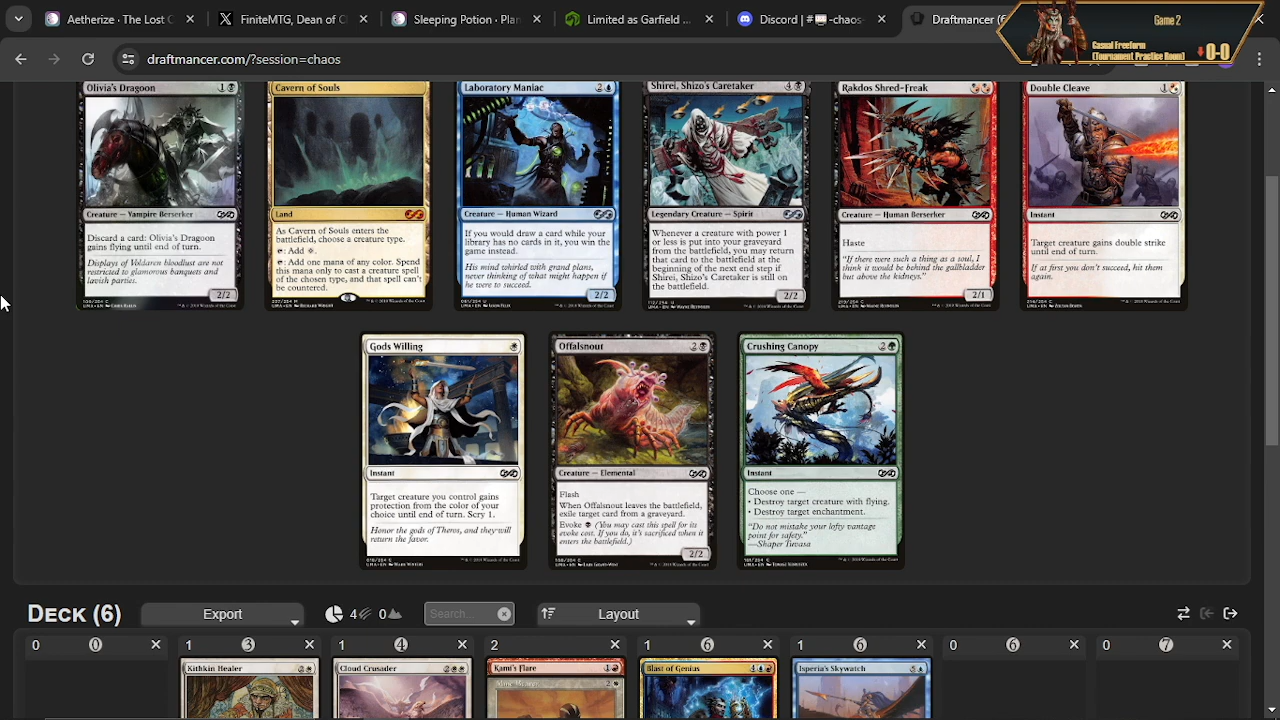 Aetherize - The Lost C
FiniteMTG, Dean of C
Sleeping Potion - Plan
Limited as Garfield ...
Discord | #
-chaos-
Draftmancer (
draftmancer.com/?session=chaos
Game 2
Casual Freeform
(Tournament Practice Room)
0-0
Olivia's Dragoon
Creature — Vampire Berserker
Discard a card: Olivia's Dragoon
gains flying until end of turn.
Displays of Voldaren bloodlust are not
restricted to glamorous banquets and
lavish parties.
2/2
Cavern of Souls
Land
As Cavern of Souls enters the
battlefield, choose a creature type.
: Add
: Add one mana of any color. Spend
this mana only to cast a creature spell
of the chosen type, and that spell can't
be countered.
Laboratory Maniac
2
Creature — Human Wizard
If you would draw a card while your
library has no cards in it, you win the
game instead.
His mind whirled with grand plans,
never thinking of what might happen if
he were to succeed.
2/2
Shirei, Shizo's Caretaker
4
Legendary Creature — Spirit
Whenever a creature with power 1
or less is put into your graveyard
from the battlefield, you may return
that card to the battlefield at the
beginning of the next end step if
Shirei, Shizo's Caretaker is still on
the battlefield.
2/2
Rakdos Shred-Freak
Creature — Human Berserker
Haste
"If there were such a thing as a soul, I
think it would be behind the gallbladder
but above the kidneys."
2/1
Double Cleave
1
Instant
Target creature gains double strike
until end of turn.
If at first you don't succeed, hit them
again.
Gods Willing
Instant
Target creature you control gains
protection from the color of your
choice until end of turn. Scry 1.
Honor the gods of Theros, and they will
return the favor.
Offalsnout
2
Creature — Elemental
Flash
When Offalsnout leaves the battlefield,
exile target card from a graveyard.
Evoke (You may cast this spell for its
evoke cost. If you do, it's sacrificed when it
enters the battlefield.)
2/2
Crushing Canopy
2
Instant
Choose one —
• Destroy target creature with flying.
• Destroy target enchantment.
"Do not mistake your lofty vantage
point for safety."
—Shaper Tuvasa
Deck (6)
Export
4
0
Search...
Layout
0 0
1 3
1 4
2
1 6
1 6
0 6
0 7
Kithkin Healer 2
Cloud Crusader 2
Kami's Flare 1
Blast of Genius 4
Isperia's Skywatch 5